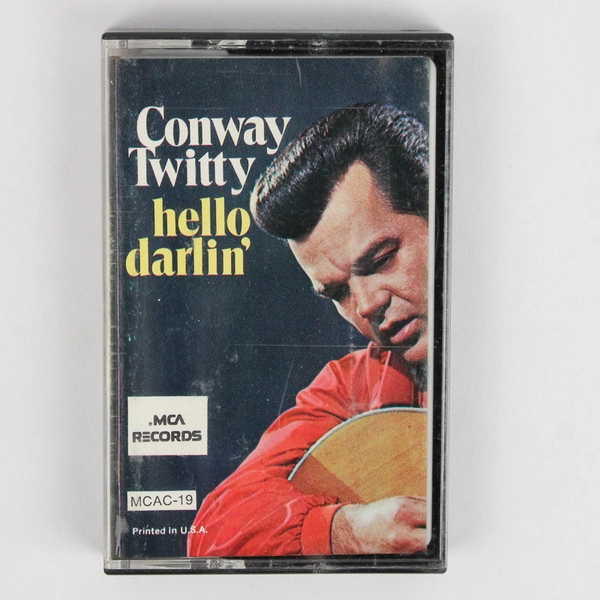 Conway
Twitty
hello
darlin'
MCA
RECORDS
MCAC-19
Printed in U.S.A.